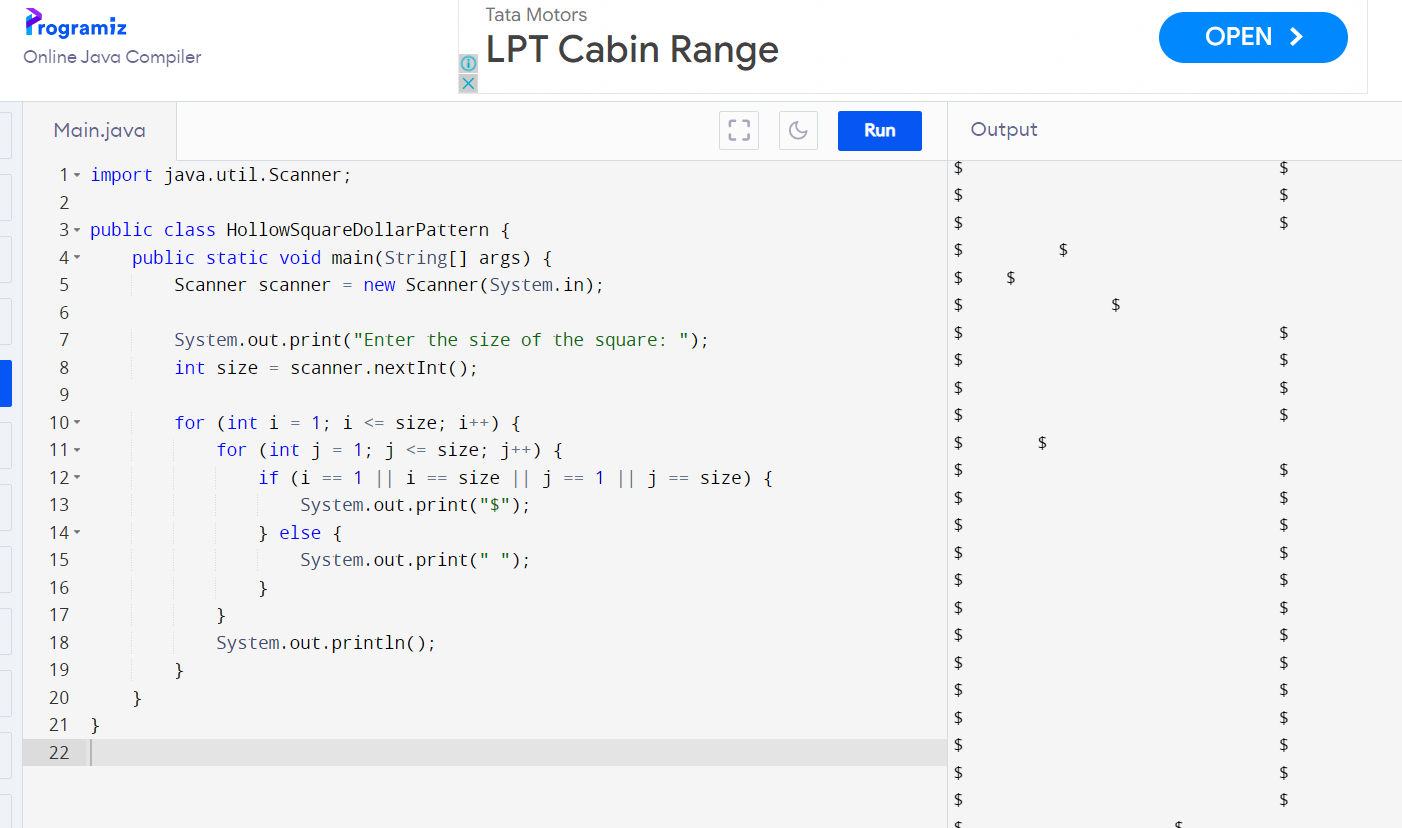 Programiz
Online Java Compiler
Tata Motors
LPT Cabin Range
OPEN
Main.java
Run
Output
1 import java.util.Scanner;
2
3 public class HollowSquareDollarPattern {
4     public static void main(String[] args) {
5         Scanner scanner = new Scanner(System.in);
6
7         System.out.print("Enter the size of the square: ");
8         int size = scanner.nextInt();
9
10         for (int i = 1; i <= size; i++) {
11             for (int j = 1; j <= size; j++) {
12                 if (i == 1 || i == size || j == 1 || j == size) {
13                     System.out.print("$");
14                 } else {
15                     System.out.print(" ");
16                 }
17             }
18             System.out.println();
19         }
20     }
21 }
22
$                              $
$                              $
$                              $
$         $
$    $
$              $
$                              $
$                              $
$                              $
$                              $
$       $
$                              $
$                              $
$                              $
$                              $
$                              $
$                              $
$                              $
$                              $
$                              $
$                              $
$                              $
$                              $
$                              $
$                    $